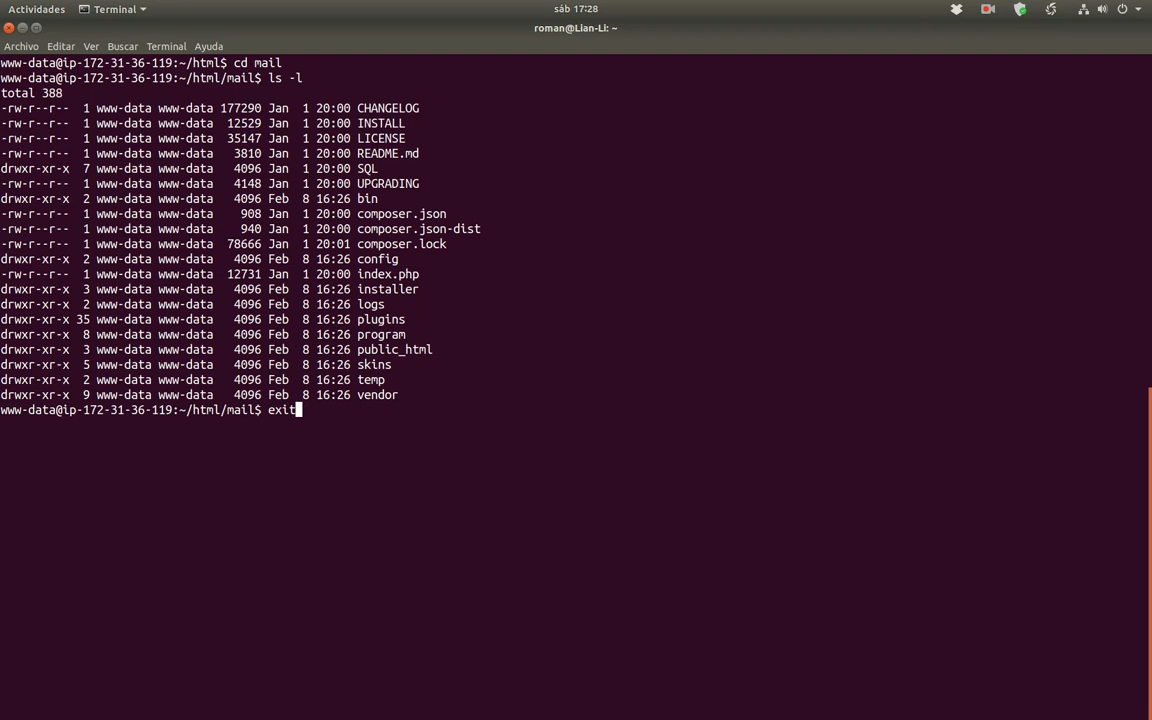 Actividades Terminal sáb 17:28
roman@Lian-Li: ~
Archivo Editar Ver Buscar Terminal Ayuda
www-data@ip-172-31-36-119:~/html$ cd mail
www-data@ip-172-31-36-119:~/html/mail$ ls -l
total 388
-rw-r--r--  1 www-data www-data 177290 Jan  1 20:00 CHANGELOG
-rw-r--r--  1 www-data www-data  12529 Jan  1 20:00 INSTALL
-rw-r--r--  1 www-data www-data  35147 Jan  1 20:00 LICENSE
-rw-r--r--  1 www-data www-data   3810 Jan  1 20:00 README.md
drwxr-xr-x  7 www-data www-data   4096 Jan  1 20:00 SQL
-rw-r--r--  1 www-data www-data   4148 Jan  1 20:00 UPGRADING
drwxr-xr-x  2 www-data www-data   4096 Feb  8 16:26 bin
-rw-r--r--  1 www-data www-data    908 Jan  1 20:00 composer.json
-rw-r--r--  1 www-data www-data    940 Jan  1 20:00 composer.json-dist
-rw-r--r--  1 www-data www-data  78666 Jan  1 20:01 composer.lock
drwxr-xr-x  2 www-data www-data   4096 Feb  8 16:26 config
-rw-r--r--  1 www-data www-data  12731 Jan  1 20:00 index.php
drwxr-xr-x  3 www-data www-data   4096 Feb  8 16:26 installer
drwxr-xr-x  2 www-data www-data   4096 Feb  8 16:26 logs
drwxr-xr-x 35 www-data www-data   4096 Feb  8 16:26 plugins
drwxr-xr-x  8 www-data www-data   4096 Feb  8 16:26 program
drwxr-xr-x  3 www-data www-data   4096 Feb  8 16:26 public_html
drwxr-xr-x  5 www-data www-data   4096 Feb  8 16:26 skins
drwxr-xr-x  2 www-data www-data   4096 Feb  8 16:26 temp
drwxr-xr-x  9 www-data www-data   4096 Feb  8 16:26 vendor
www-data@ip-172-31-36-119:~/html/mail$ exit